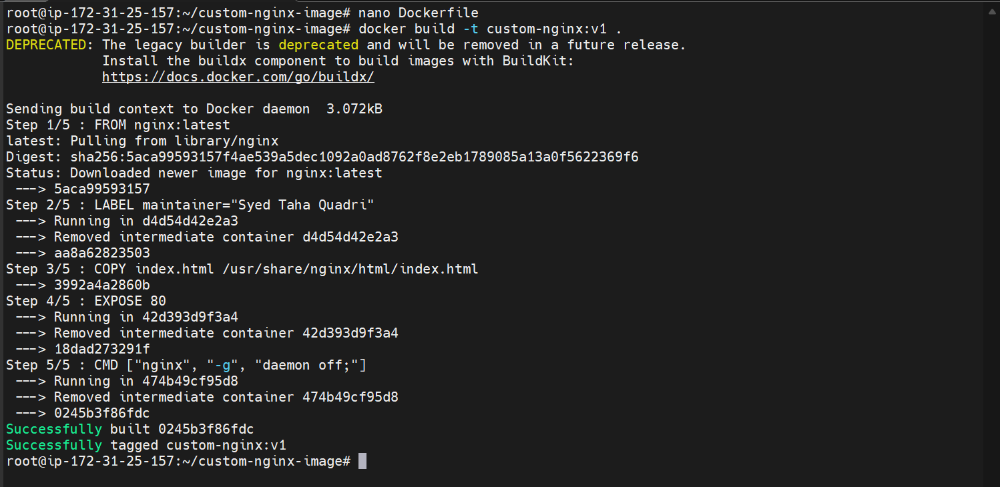 root@ip-172-31-25-157:~/custom-nginx-image# nano Dockerfile
root@ip-172-31-25-157:~/custom-nginx-image# docker build -t custom-nginx:v1 .
DEPRECATED: The legacy builder is deprecated and will be removed in a future release.
            Install the buildx component to build images with BuildKit:
            https://docs.docker.com/go/buildx/

Sending build context to Docker daemon  3.072kB
Step 1/5 : FROM nginx:latest
latest: Pulling from library/nginx
Digest: sha256:5aca99593157f4ae539a5dec1092a0ad8762f8e2eb1789085a13a0f5622369f6
Status: Downloaded newer image for nginx:latest
 ---> 5aca99593157
Step 2/5 : LABEL maintainer="Syed Taha Quadri"
 ---> Running in d4d54d42e2a3
 ---> Removed intermediate container d4d54d42e2a3
 ---> aa8a62823503
Step 3/5 : COPY index.html /usr/share/nginx/html/index.html
 ---> 3992a4a2860b
Step 4/5 : EXPOSE 80
 ---> Running in 42d393d9f3a4
 ---> Removed intermediate container 42d393d9f3a4
 ---> 18dad273291f
Step 5/5 : CMD ["nginx", "-g", "daemon off;"]
 ---> Running in 474b49cf95d8
 ---> Removed intermediate container 474b49cf95d8
 ---> 0245b3f86fdc
Successfully built 0245b3f86fdc
Successfully tagged custom-nginx:v1
root@ip-172-31-25-157:~/custom-nginx-image#